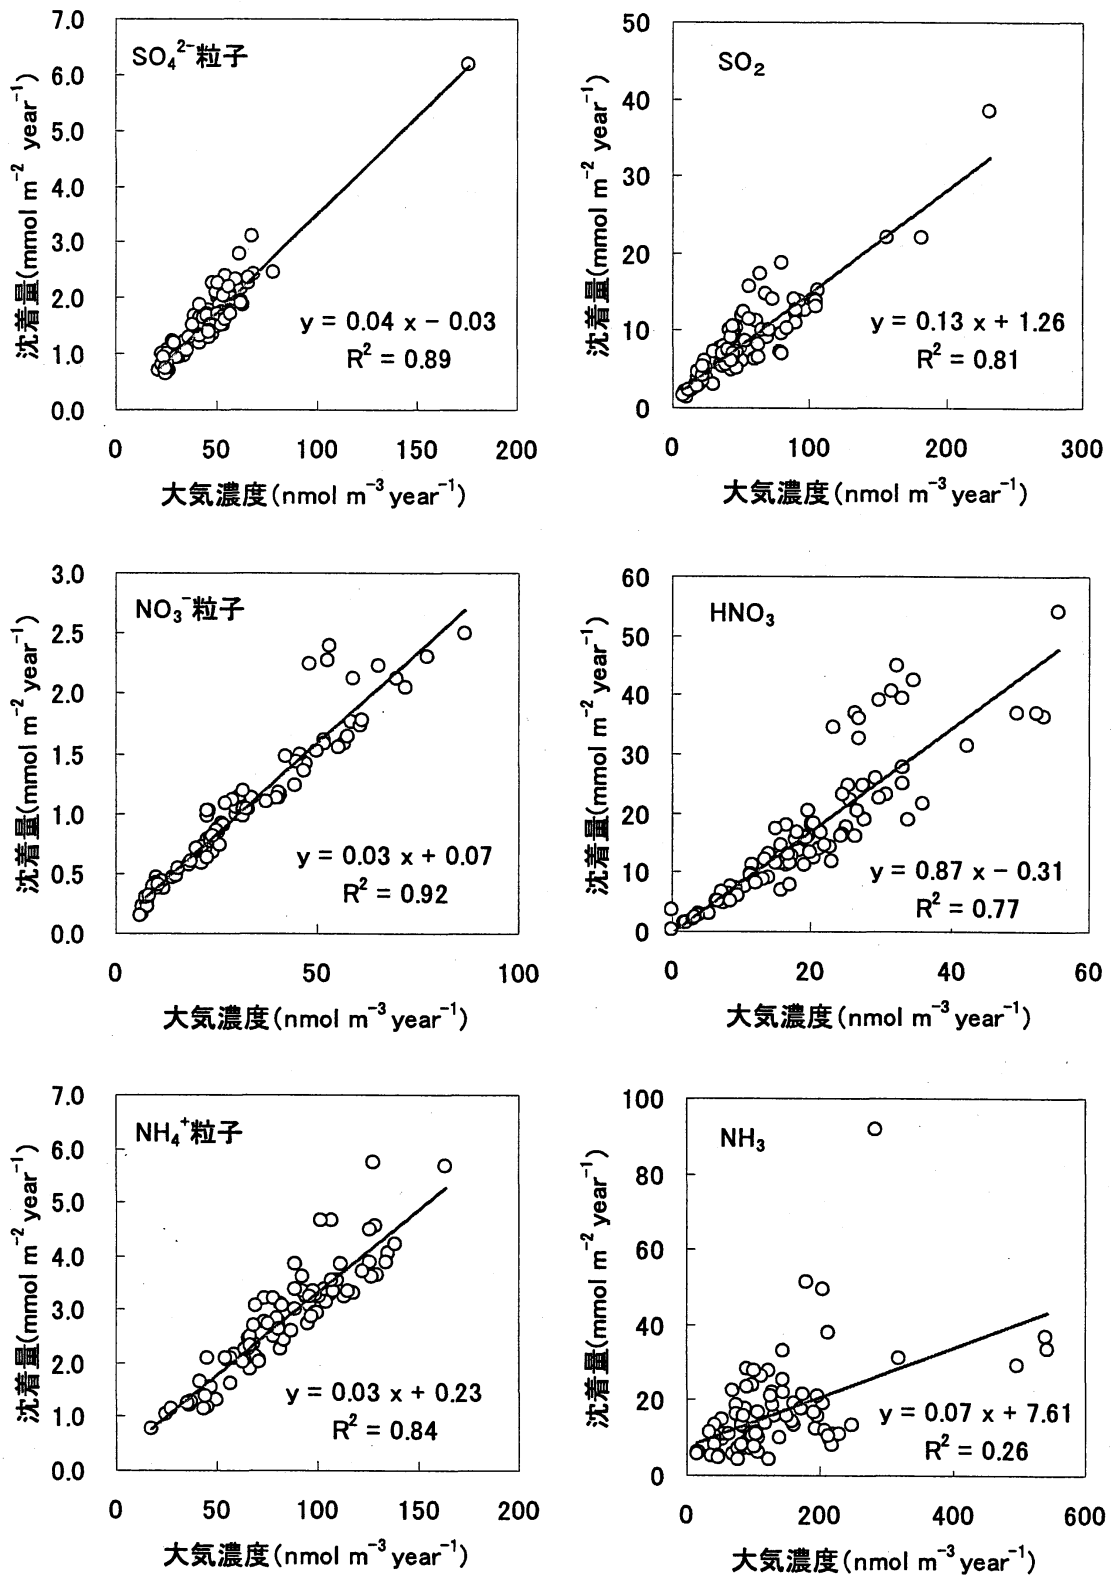 SO₄²⁻粒子
沈着量(mmol m⁻² year⁻¹)
7.0
6.0
5.0
4.0
3.0
2.0
1.0
0.0
y = 0.04 x − 0.03
R² = 0.89
0 50 100 150 200
大気濃度(nmol m⁻³ year⁻¹)
SO₂
沈着量(mmol m⁻² year⁻¹)
50
40
30
20
10
0
y = 0.13 x + 1.26
R² = 0.81
0 100 200 300
大気濃度(nmol m⁻³ year⁻¹)
NO₃⁻粒子
沈着量(mmol m⁻² year⁻¹)
3.0
2.5
2.0
1.5
1.0
0.5
0.0
y = 0.03 x + 0.07
R² = 0.92
0 50 100
大気濃度(nmol m⁻³ year⁻¹)
HNO₃
沈着量(mmol m⁻² year⁻¹)
60
50
40
30
20
10
0
y = 0.87 x − 0.31
R² = 0.77
0 20 40 60
大気濃度(nmol m⁻³ year⁻¹)
NH₄⁺粒子
沈着量(mmol m⁻² year⁻¹)
7.0
6.0
5.0
4.0
3.0
2.0
1.0
0.0
y = 0.03 x + 0.23
R² = 0.84
0 50 100 150 200
大気濃度(nmol m⁻³ year⁻¹)
NH₃
沈着量(mmol m⁻² year⁻¹)
100
80
60
40
20
0
y = 0.07 x + 7.61
R² = 0.26
0 200 400 600
大気濃度(nmol m⁻³ year⁻¹)